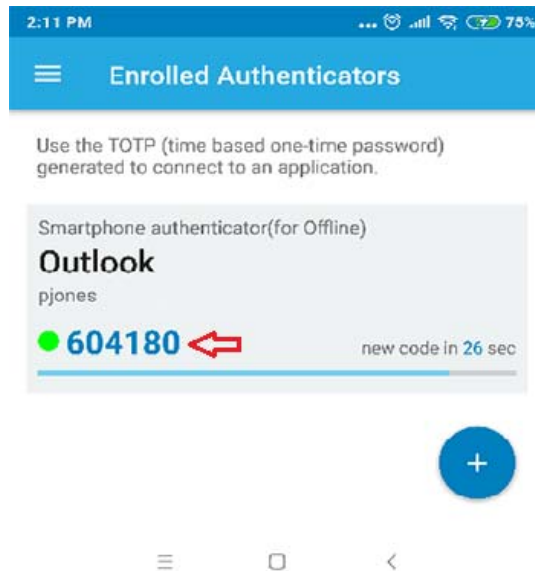 2:11 PM ... 75%
Enrolled Authenticators
Use the TOTP (time based one-time password)
generated to connect to an application.
Smartphone authenticator(for Offline)
Outlook
pjones
604180 new code in 26 sec
+